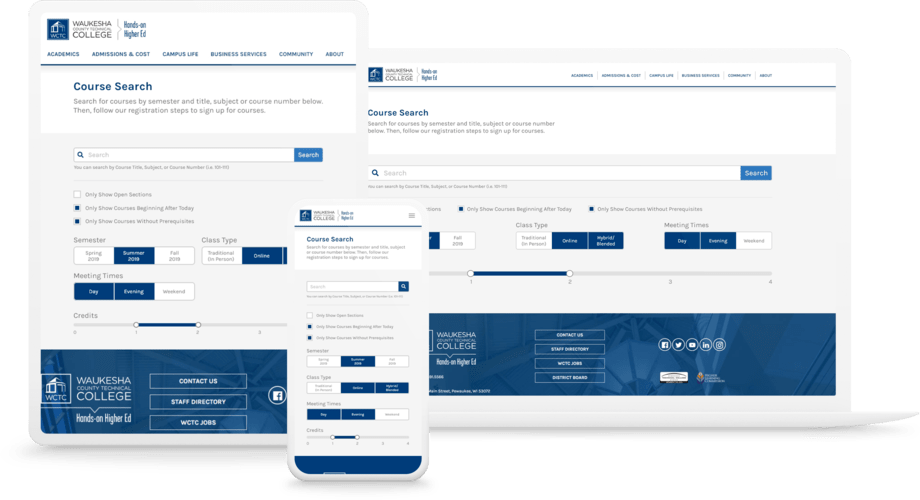 WAUKESHA
COUNTY TECHNICAL
COLLEGE
WCTC
Hands-on
Higher Ed
ACADEMICS ADMISSIONS & COST CAMPUS LIFE BUSINESS SERVICES COMMUNITY ABOUT
Course Search
Search for courses by semester and title, subject or course number below.
Then, follow our registration steps to sign up for courses.
Search Search
You can search by Course Title, Subject, or Course Number (i.e. 101-111)
Only Show Open Sections
Only Show Courses Beginning After Today
Only Show Courses Without Prerequisites
Semester Class Type
Spring 2019 Summer 2019 Fall 2019 Traditional (In Person) Online
Meeting Times
Day Evening Weekend
Credits
0 1 2 3
WCTC
WAUKESHA
COUNTY TECHNICAL
COLLEGE
Hands-on Higher Ed
CONTACT US
STAFF DIRECTORY
WCTC JOBS
WAUKESHA
COUNTY TECHNICAL
COLLEGE
Hands-on
Higher Ed
Course Search
Search for courses by semester and title, subject
or course number below. Then, follow our
registration steps to sign up for courses.
Search
You can search by Course Title, Subject, or Course Number (i.e. 101-111)
Only Show Open Sections
Only Show Courses Beginning After Today
Only Show Courses Without Prerequisites
Semester
Spring 2019 Summer 2019 Fall 2019
Class Type
Traditional (In Person) Online Hybrid/ Blended
Meeting Times
Day Evening Weekend
Credits
0 1 2 3 4
WCTC
WAUKESHA
COUNTY TECHNICAL
COLLEGE
Hands-on
Higher Ed
ACADEMICS ADMISSIONS & COST CAMPUS LIFE BUSINESS SERVICES COMMUNITY ABOUT
Course Search
Search for courses by semester and title, subject or course number
below. Then, follow our registration steps to sign up for courses.
Search Search
You can search by Course Title, Subject, or Course Number (i.e. 101-111)
ctions Only Show Courses Beginning After Today Only Show Courses Without Prerequisites
Class Type Meeting Times
Fall 2019 Traditional (In Person) Online Hybrid/ Blended Day Evening Weekend
1 2 3 4
WAUKESHA
COUNTY TECHNICAL
COLLEGE
Hands-on Higher Ed
CONTACT US
STAFF DIRECTORY
WCTC JOBS
DISTRICT BOARD
Main Street, Pewaukee, WI 53072